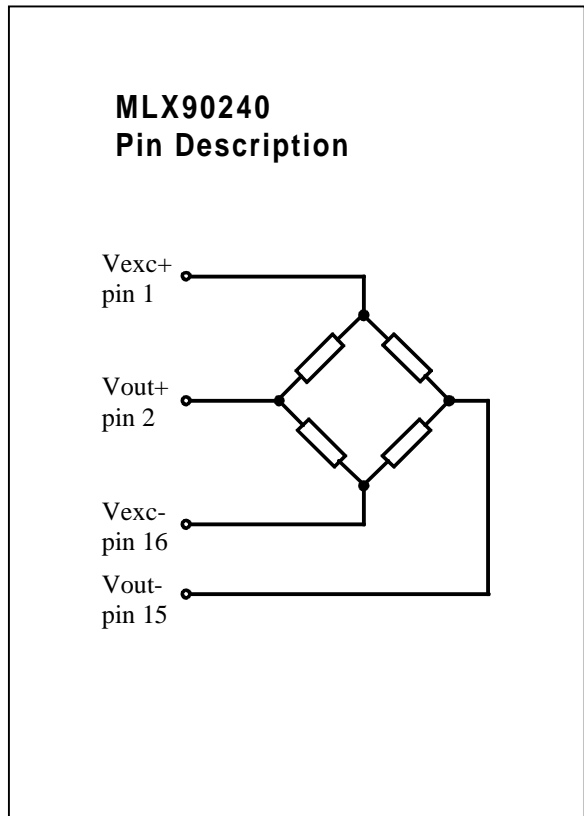 MLX90240
Pin Description
Vexc+
pin 1
Vout+
pin 2
Vexc-
pin 16
Vout-
pin 15